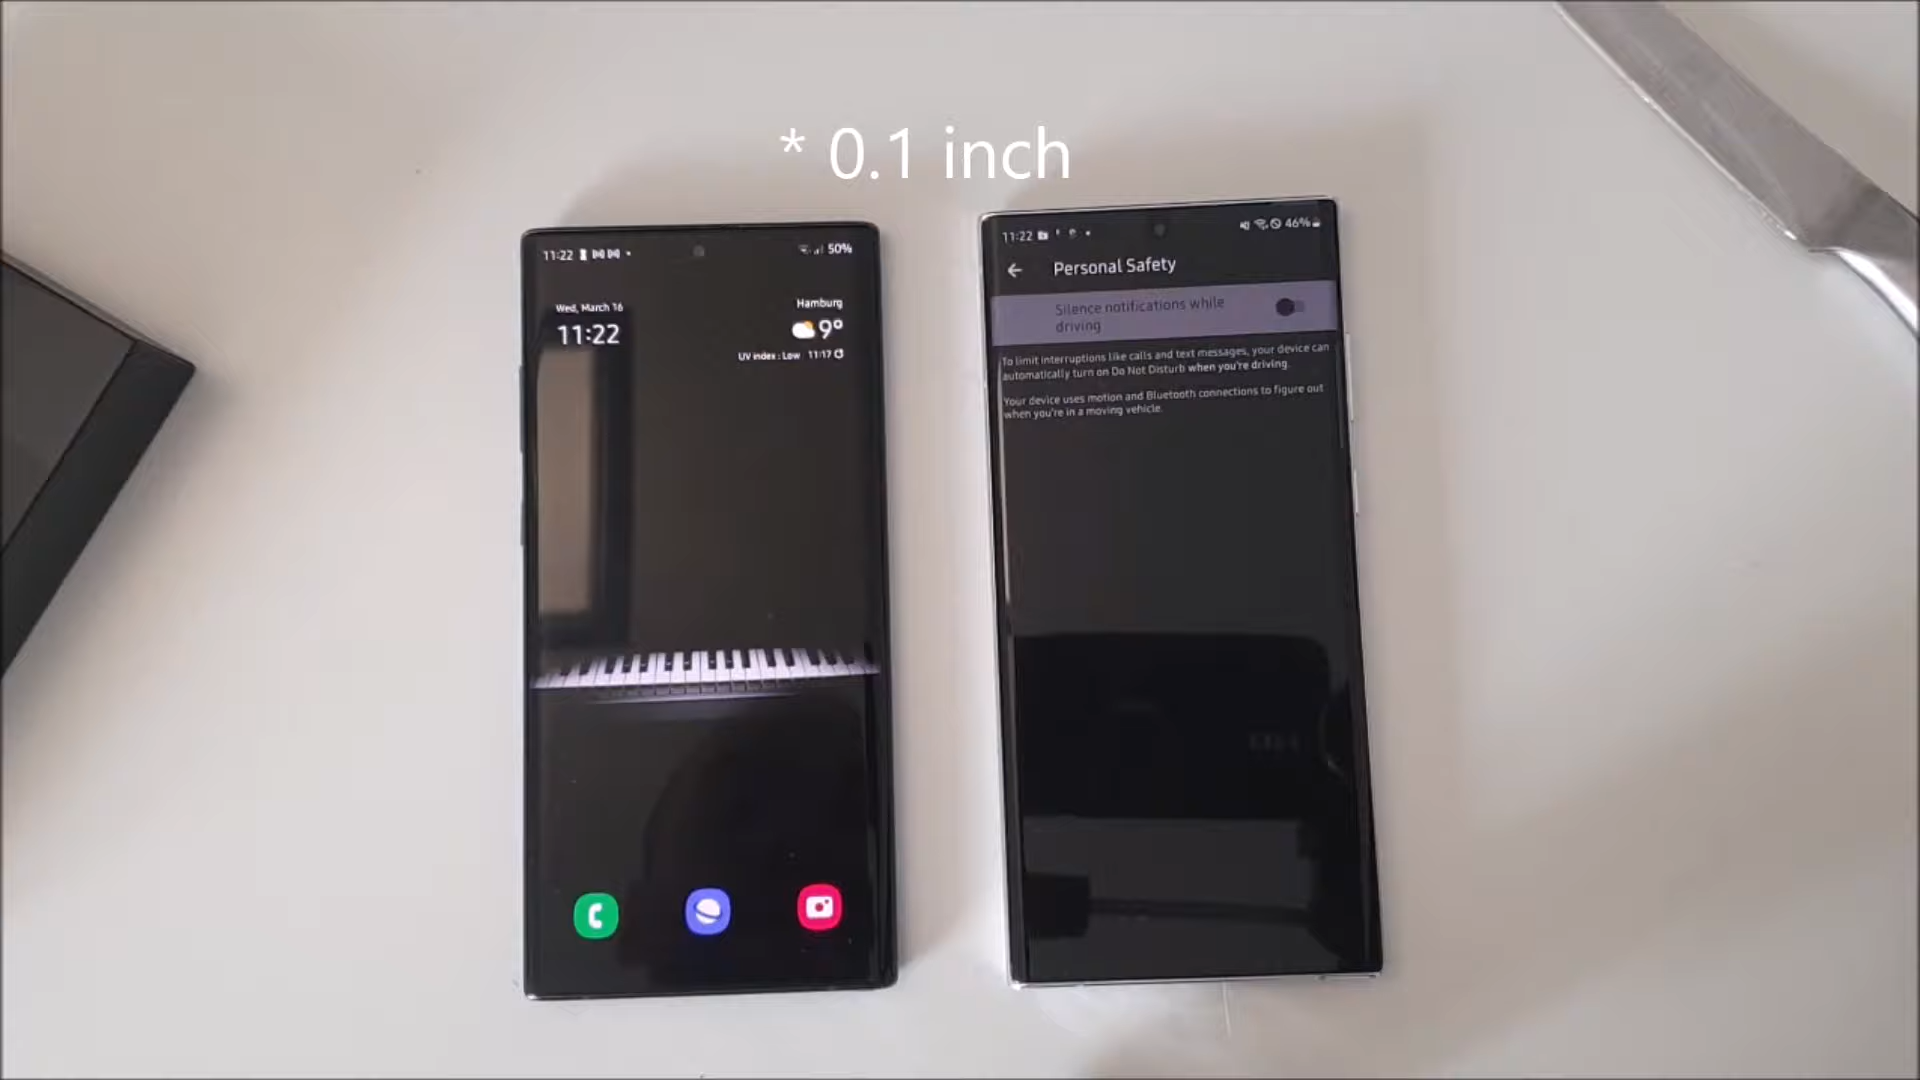 * 0.1 inch
11:22
50%
Wed, March 16
11:22
Hamburg
9°
UV index : Low 11:17
11:22
46%
Personal Safety
Silence notifications while
driving
To limit interruptions like calls and text messages, your device can
automatically turn on Do Not Disturb when you're driving.
Your device uses motion and Bluetooth connections to figure out
when you're in a moving vehicle.